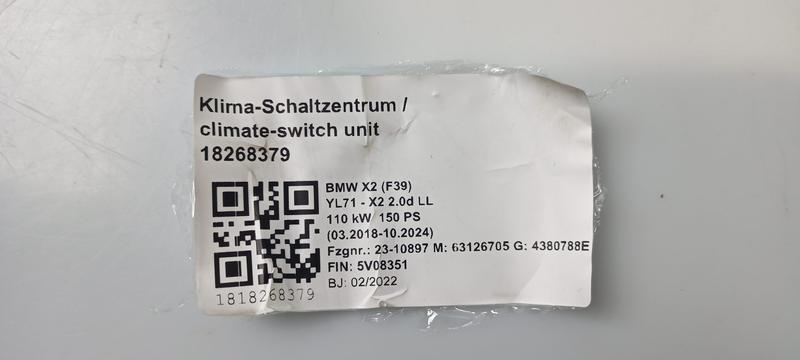 Klima-Schaltzentrum /
climate-switch unit
18268379
BMW X2 (F39)
YL71 - X2 2.0d LL
110 kW 150 PS
(03.2018-10.2024)
Fzgnr.: 23-10897 M: 63126705 G: 4380788E
FIN: 5V08351
BJ: 02/2022
1818268379